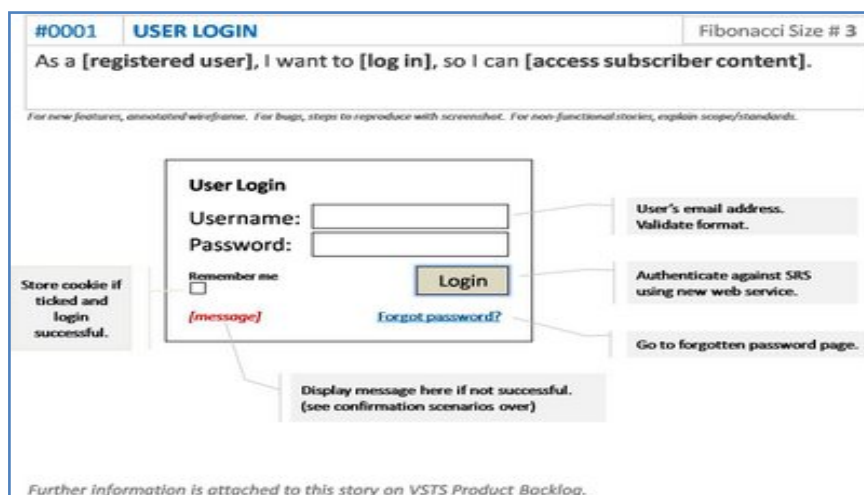 #0001 USER LOGIN Fibonacci Size # 3
As a [registered user], I want to [log in], so I can [access subscriber content].
For new features, annotated wireframe. For bugs, steps to reproduce with screenshot. For non-functional stories, explain scope/standards.
User Login
Username:
Password:
Remember me
Login
[message]
Forgot password?
User's email address.
Validate format.
Authenticate against SRS
using new web service.
Go to forgotten password page.
Store cookie if
ticked and
login
successful.
Display message here if not successful.
(see confirmation scenarios over)
Further information is attached to this story on VSTS Product Backlog.